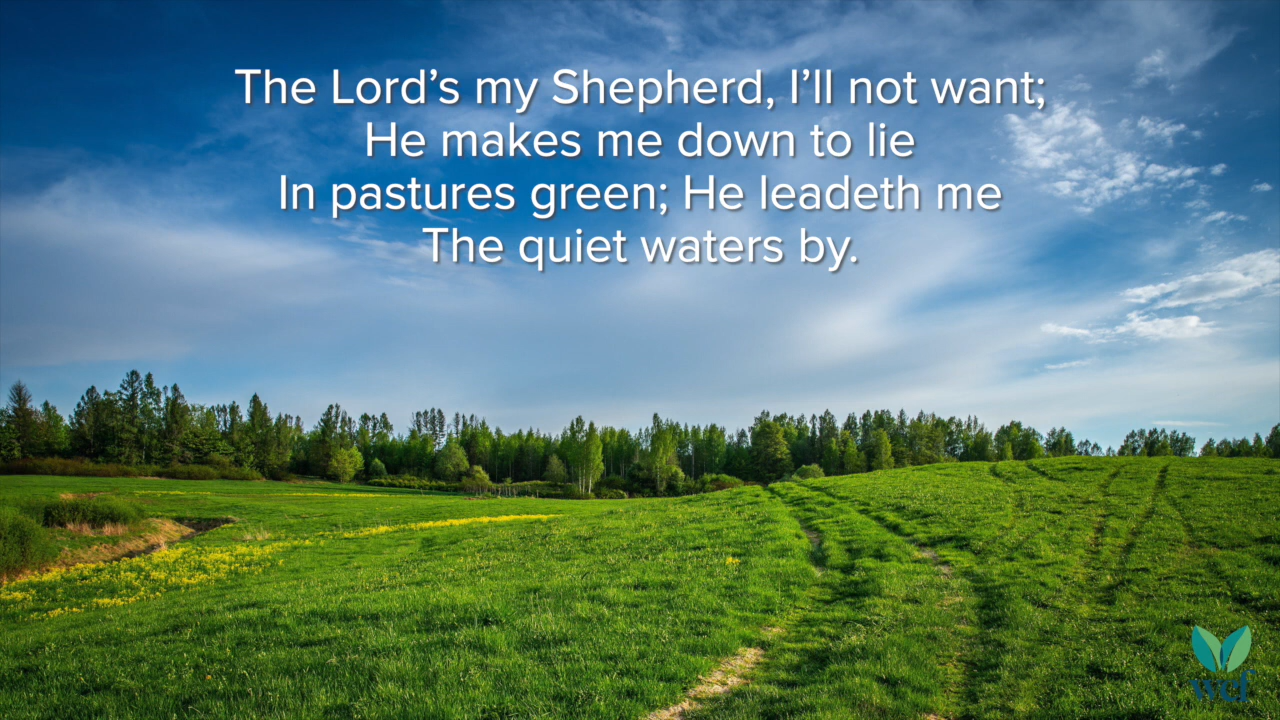 The Lord’s my Shepherd, I’ll not want;
He makes me down to lie
In pastures green; He leadeth me
The quiet waters by.
wcf